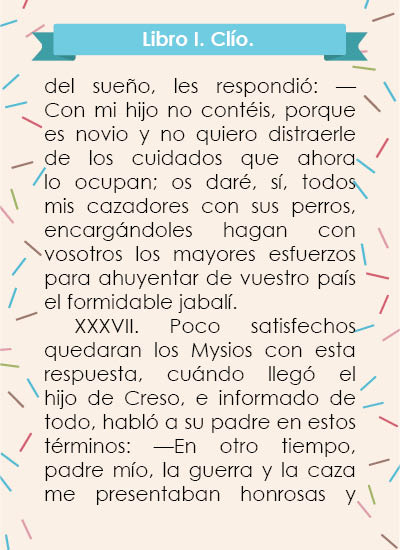 Libro I. Clío.
del sueño, les respondió: —
Con mi hijo no contéis, porque
es novio y no quiero distraerle
de los cuidados que ahora
lo ocupan; os daré, sí, todos
mis cazadores con sus perros,
encargándoles hagan con
vosotros los mayores esfuerzos
para ahuyentar de vuestro país
el formidable jabalí.
XXXVII. Poco satisfechos
quedaran los Mysios con esta
respuesta, cuándo llegó el
hijo de Creso, e informado de
todo, habló a su padre en estos
términos: —En otro tiempo,
padre mío, la guerra y la caza
me presentaban honrosas y